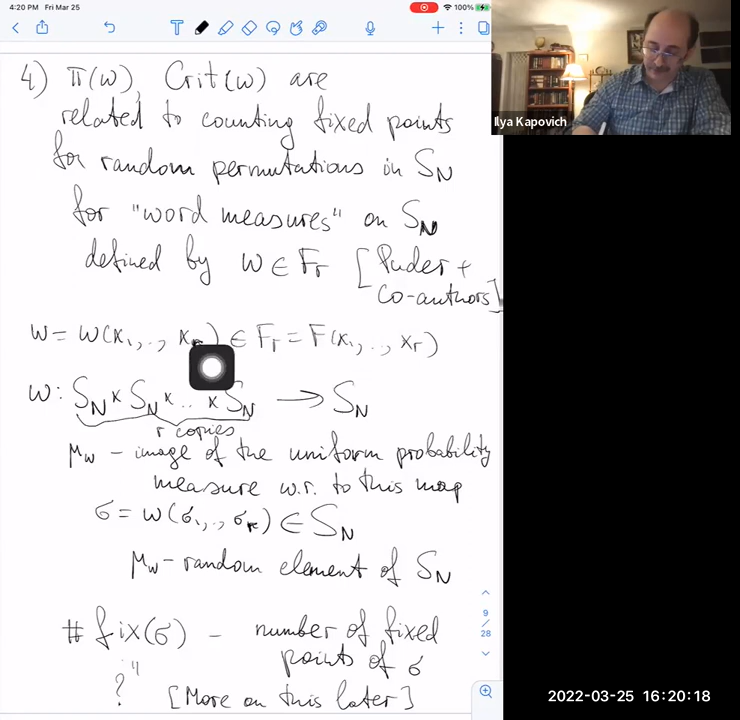 4:20 PM Fri Mar 25
100%
4) π(w), Crit(w) are
related to counting fixed points
for random permutations in S_N
for "word measures" on S_N
defined by w ∈ F_r [Puder +
co-authors]
w = w(x_1, .., x_r) ∈ F_r = F(x_1, .., x_r)
w: S_N × S_N × .. × S_N → S_N
r copies
μ_w - image of the uniform probability
measure w.r. to this map
σ = w(σ_1, .., σ_r) ∈ S_N
μ_w - random element of S_N
# fix(σ) - number of fixed
points of σ
?
[More on this later]
9
/
28
Ilya Kapovich
2022-03-25 16:20:18